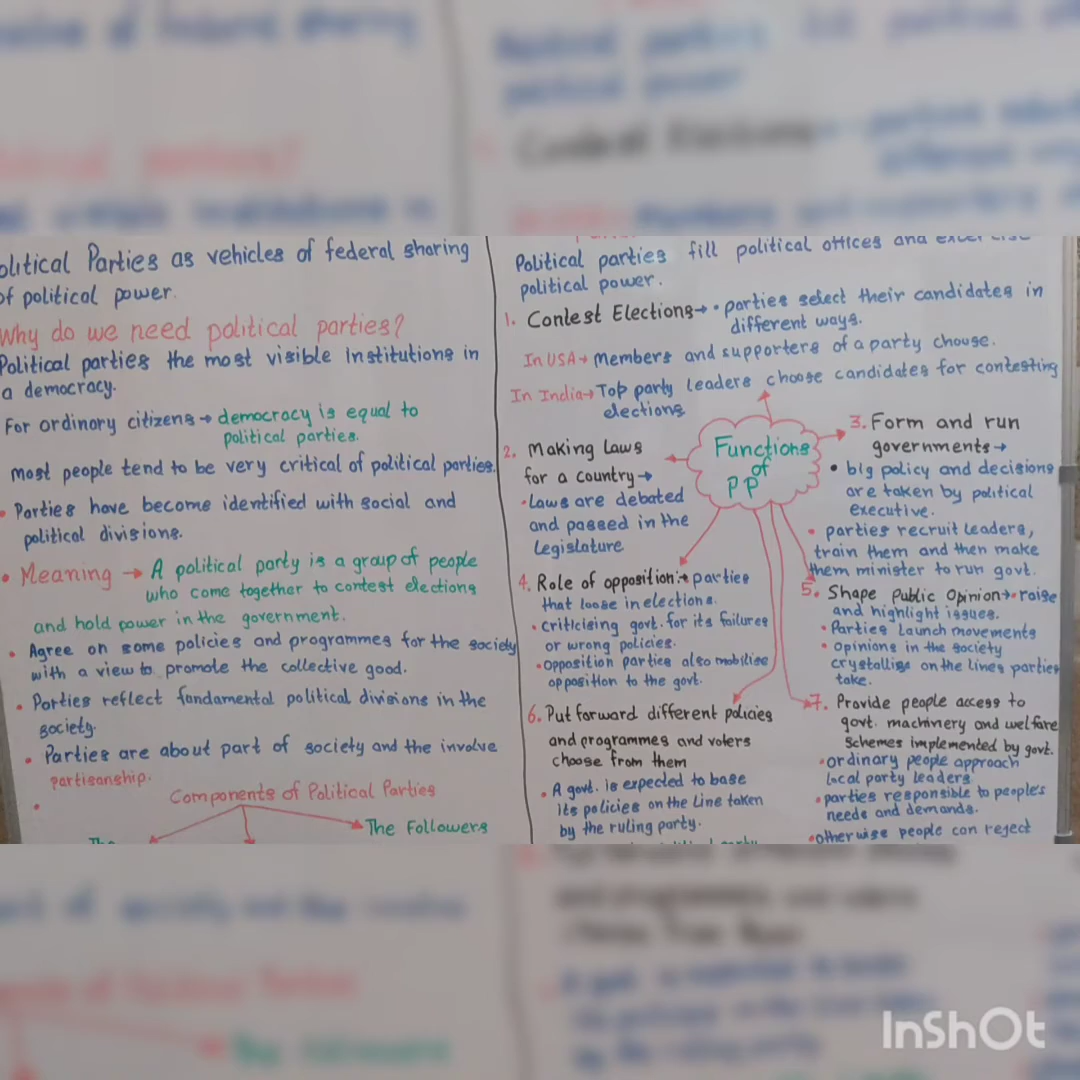 olitical Parties as vehicles of federal sharing
of political power.
Why do we need political parties?
Political parties the most visible institutions in
a democracy.
For ordinary citizens → democracy is equal to
political parties.
most people tend to be very critical of political parties.
• Parties have become identified with social and
political divisions.
• Meaning → A political party is a group of people
who come together to contest elections
and hold power in the government.
• Agree on some policies and programmes for the society
with a view to promote the collective good.
• Parties reflect fundamental political divisions in the
society.
• Parties are about part of society and the involve
partisanship.
Components of Political Parties
The Followers
Political parties fill political offices and exercise
political power.
1. Contest Elections → • parties select their candidates in
different ways.
In USA → Members and supporters of a party choose.
In India → Top party leaders choose candidates for contesting
elections
Functions
of
PP
2. Making Laws
for a country →
• Laws are debated
and passed in the
Legislature
3. Form and run
governments →
• big policy and decisions
are taken by political
executive.
• parties recruit leaders,
train them and then make
them minister to run govt.
4. Role of opposition:→ parties
that loose in elections.
• criticising govt. for its failures
or wrong policies.
• opposition parties also mobilise
opposition to the govt.
5. Shape Public Opinion → • raise
and highlight issues.
• Parties launch movements
• opinions in the society
crystallise on the lines parties
take.
6. Put forward different policies
and programmes and voters
choose from them
• A govt. is expected to base
its policies on the line taken
by the ruling party.
7. Provide people access to
govt. machinery and welfare
schemes implemented by govt.
• ordinary people approach
local party leaders
• parties responsible to people's
needs and demands.
• otherwise people can reject
InShOt